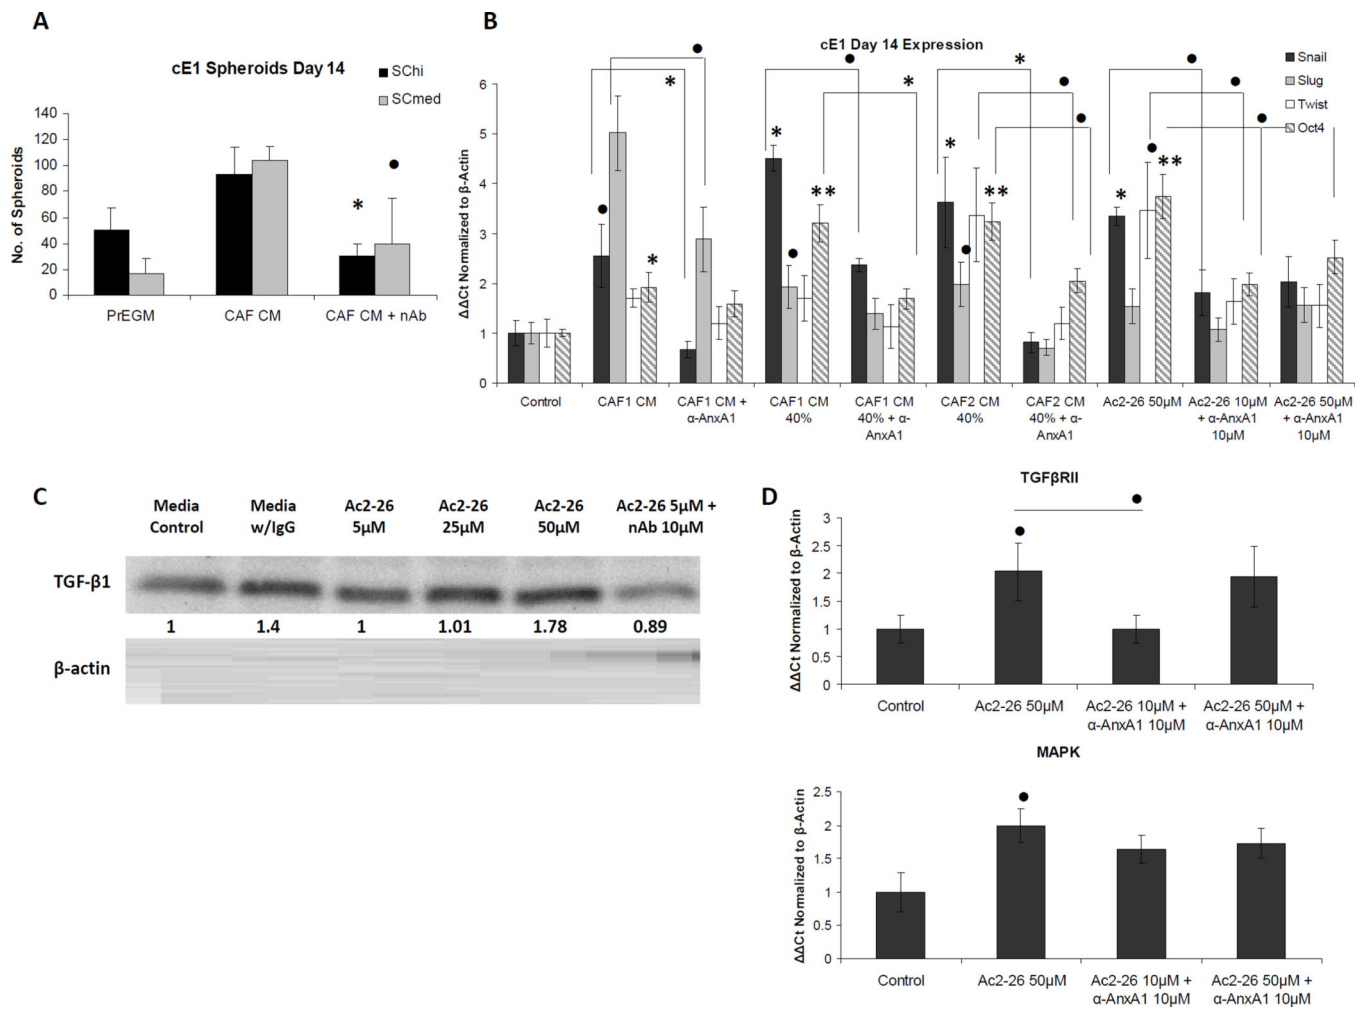 A
cE1 Spheroids Day 14
SChi
SCmed
No. of Spheroids
140
120
100
80
60
40
20
0
*
●
PrEGM
CAF CM
CAF CM + nAb
B
cE1 Day 14 Expression
Snail
Slug
Twist
Oct4
ΔΔCt Normalized to β-Actin
6
5
4
3
2
1
0
● * ● * * ● ● ● ● ●
● * * ● ** * ● ** * ● **
Control
CAF1 CM
CAF1 CM +
α-AnxA1
CAF1 CM
40%
CAF1 CM
40% + α-
AnxA1
CAF2 CM
40%
CAF2 CM
40% + α-
AnxA1
Ac2-26 50µM
Ac2-26 10µM
+ α-AnxA1
10µM
Ac2-26 50µM
+ α-AnxA1
10µM
C
Media
Control
Media
w/IgG
Ac2-26
5µM
Ac2-26
25µM
Ac2-26
50µM
Ac2-26 5µM +
nAb 10µM
TGF-β1
1 1.4 1 1.01 1.78 0.89
β-actin
D
TGFβRII
ΔΔCt Normalized to β-Actin
3
2.5
2
1.5
1
0.5
0
● ●
Control
Ac2-26 50µM
Ac2-26 10µM +
α-AnxA1 10µM
Ac2-26 50µM +
α-AnxA1 10µM
MAPK
ΔΔCt Normalized to β-Actin
2.5
2
1.5
1
0.5
0
●
Control
Ac2-26 50µM
Ac2-26 10µM +
α-AnxA1 10µM
Ac2-26 50µM +
α-AnxA1 10µM